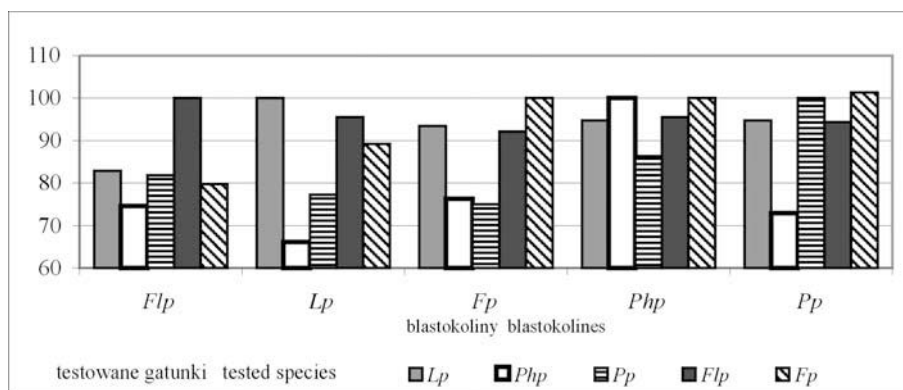 110
100
90
80
70
60
Flp Lp Fp Php Pp
blastokoliny blastokolines
testowane gatunki tested species Lp Php Pp Flp Fp